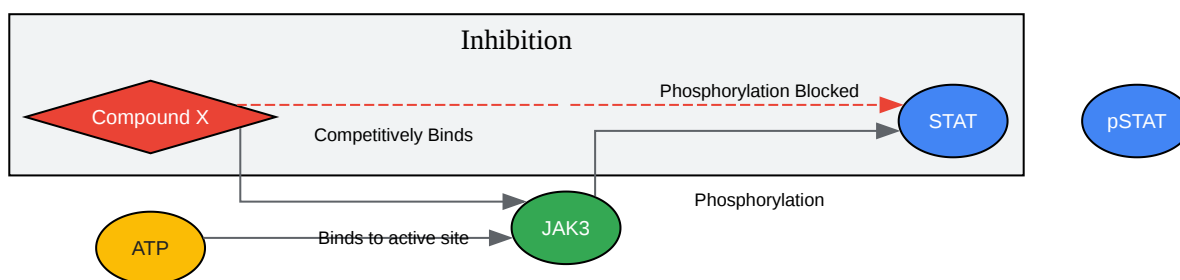 Inhibition
Compound X
Phosphorylation Blocked
STAT
pSTAT
Competitively Binds
Phosphorylation
JAK3
ATP
Binds to active site